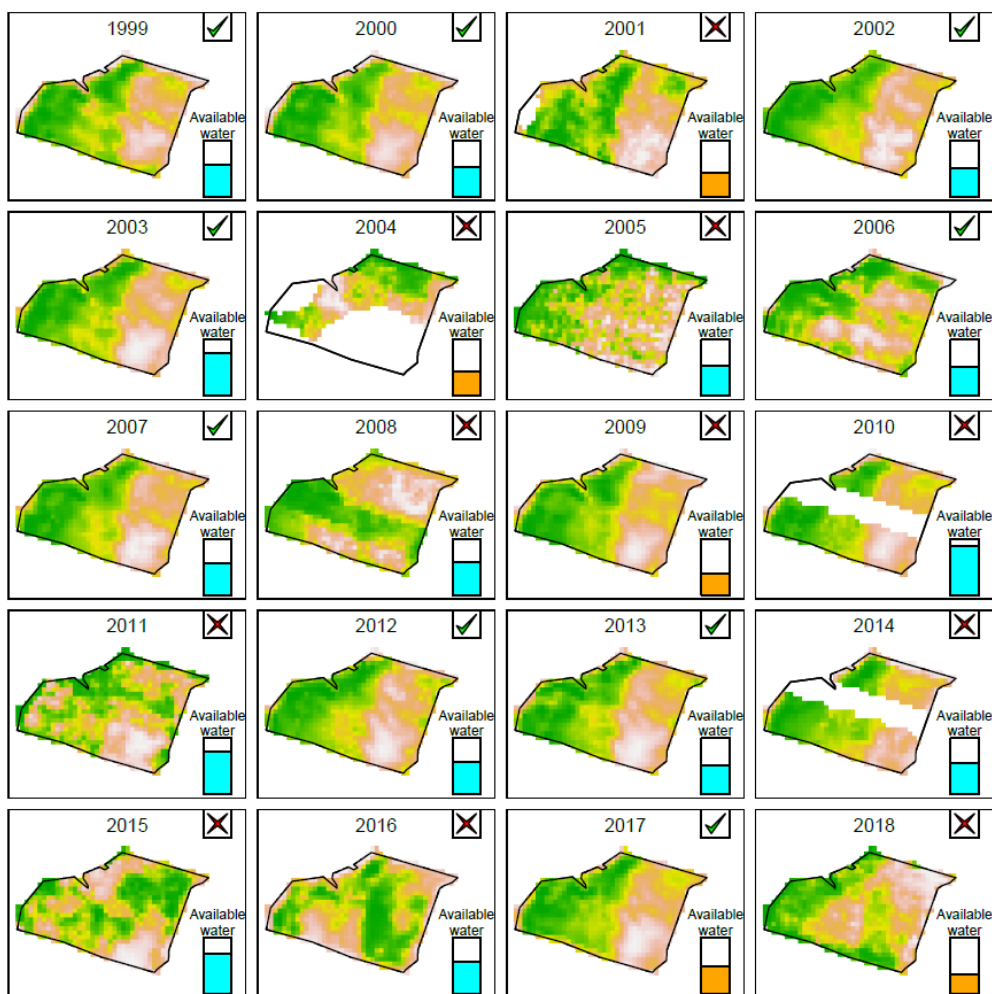 1999
Available
water
2000
Available
water
2001
Available
water
2002
Available
water
2003
Available
water
2004
Available
water
2005
Available
water
2006
Available
water
2007
Available
water
2008
Available
water
2009
Available
water
2010
Available
water
2011
Available
water
2012
Available
water
2013
Available
water
2014
Available
water
2015
Available
water
2016
Available
water
2017
Available
water
2018
Available
water